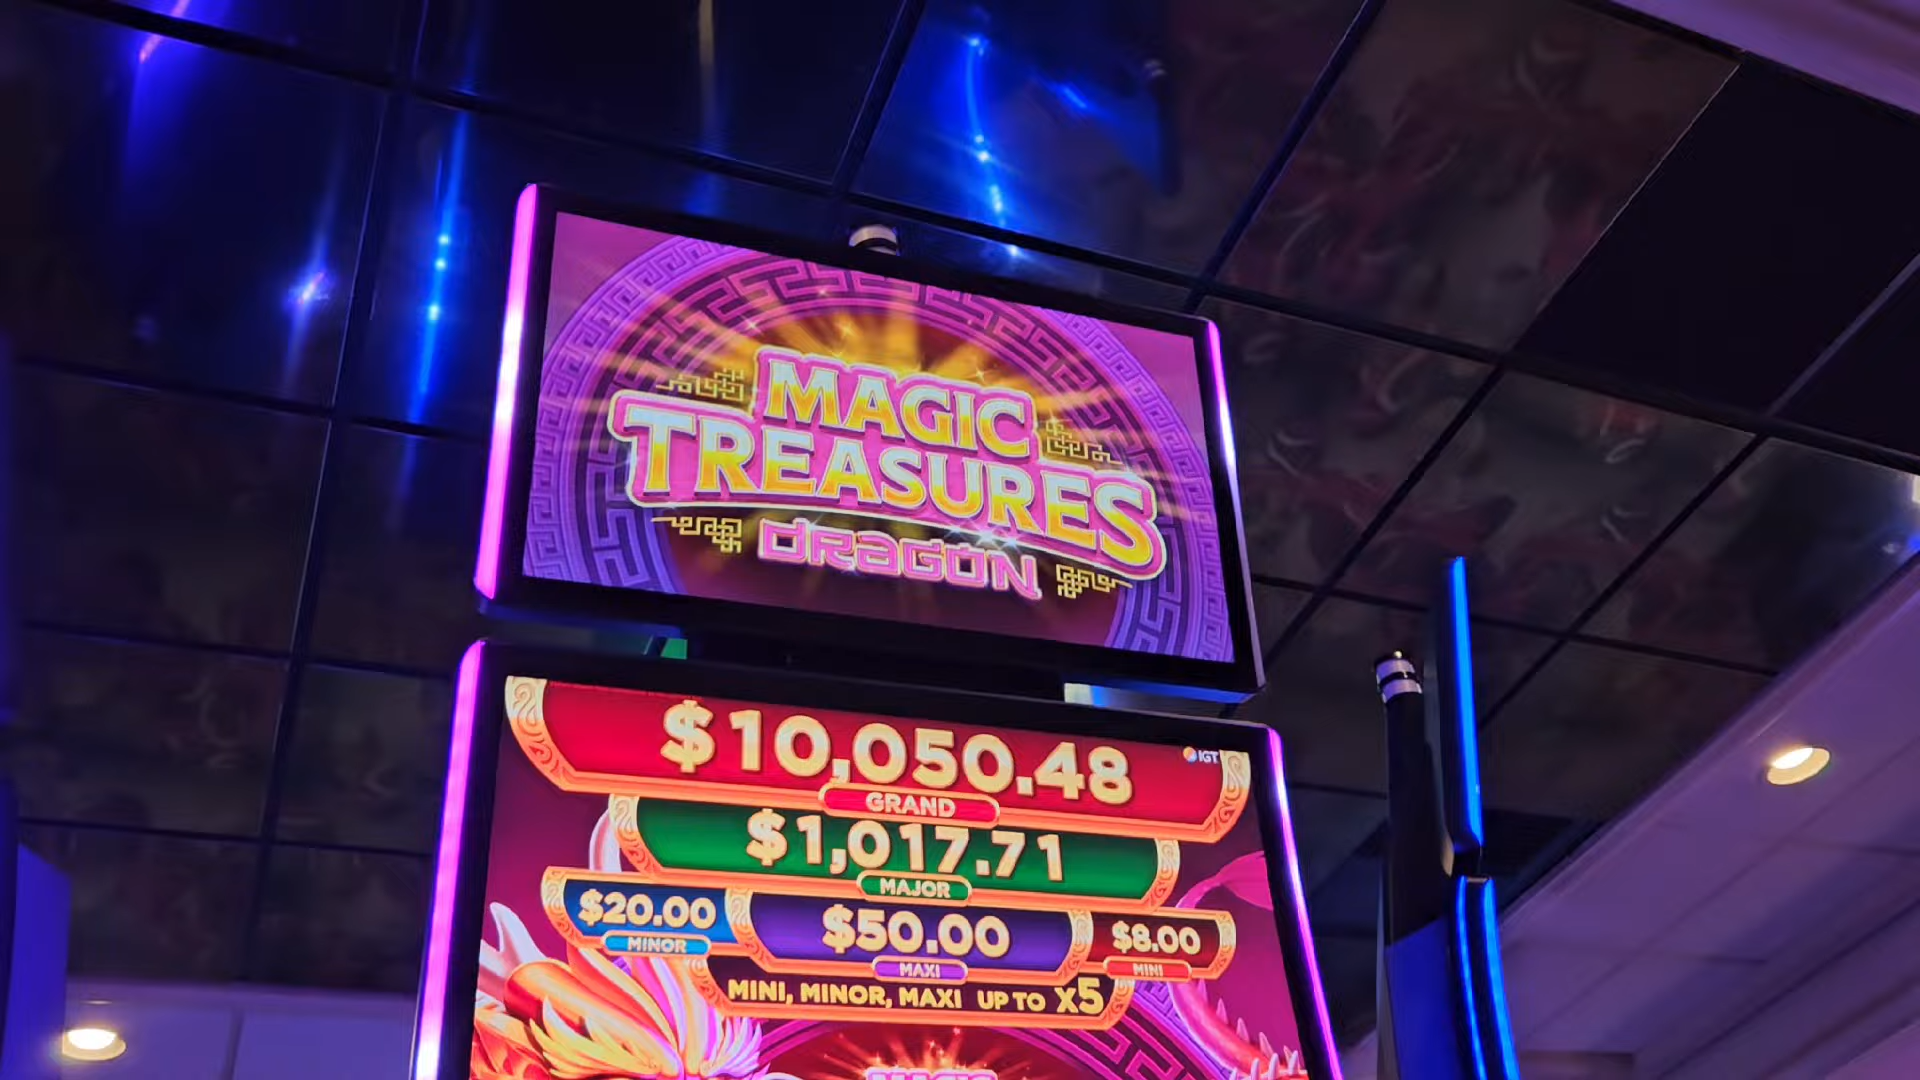 MAGIC
TREASURES
DRAGON
$10,050.48
IGT
GRAND
$1,017.71
MAJOR
$20.00
MINOR
$50.00
MAXI
$8.00
MINI
MINI, MINOR, MAXI UP TO X5